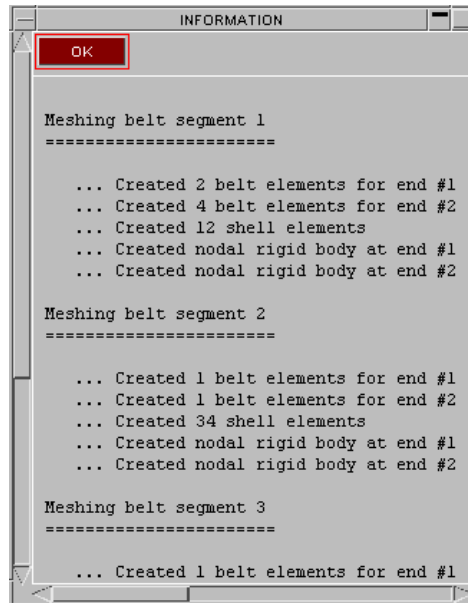 INFORMATION
OK
Meshing belt segment 1
=======================
... Created 2 belt elements for end #1
... Created 4 belt elements for end #2
... Created 12 shell elements
... Created nodal rigid body at end #1
... Created nodal rigid body at end #2
Meshing belt segment 2
=======================
... Created 1 belt elements for end #1
... Created 1 belt elements for end #2
... Created 34 shell elements
... Created nodal rigid body at end #1
... Created nodal rigid body at end #2
Meshing belt segment 3
=======================
... Created 1 belt elements for end #1